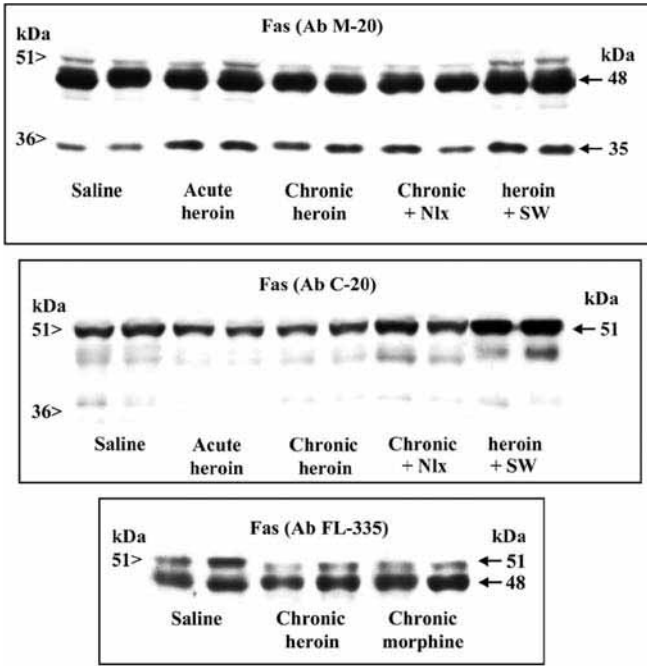 Fas (Ab M-20)
kDa
kDa
51>
←48
36>
←35
Saline
Acute
heroin
Chronic
heroin
Chronic
+ Nlx
heroin
+ SW
Fas (Ab C-20)
kDa
kDa
51>
←51
36>
Saline
Acute
heroin
Chronic
heroin
Chronic
+ Nlx
heroin
+ SW
Fas (Ab FL-335)
kDa
kDa
51>
←51
←48
Saline
Chronic
heroin
Chronic
morphine